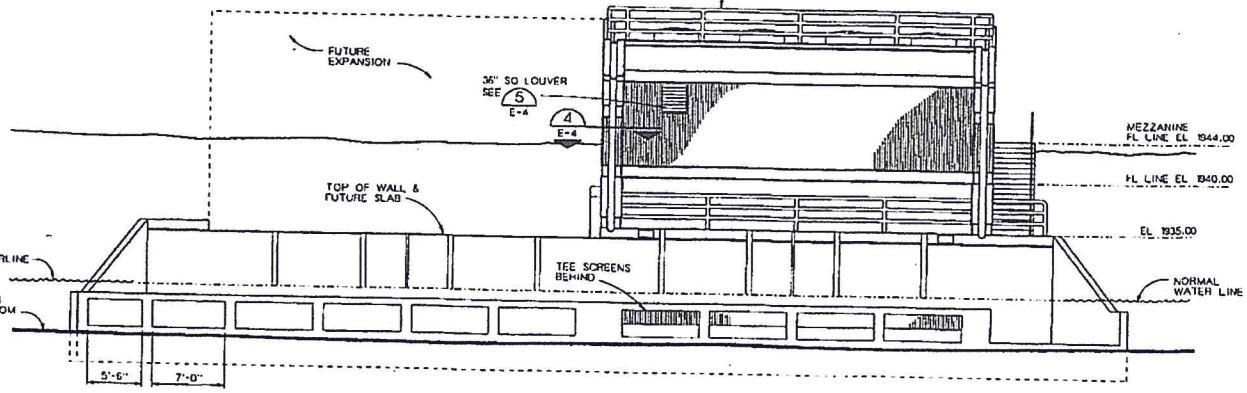 FUTURE
EXPANSION
36" SQ LOUVER
SEE 5
E-4
4
E-4
MEZZANINE
FL LINE EL 1944.00
FL LINE EL 1940.00
TOP OF WALL &
FUTURE SLAB
EL 1935.00
RLINE
TEE SCREENS
BEHIND
NORMAL
WATER LINE
OM
5'-6"
7'-0"